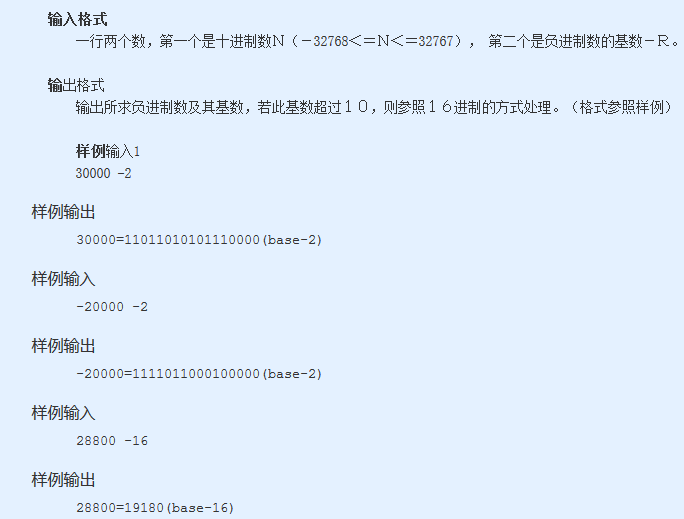 输入格式
一行两个数，第一个是十进制数Ｎ（－32768＜＝Ｎ＜＝32767）， 第二个是负进制数的基数－Ｒ。
输出格式
输出所求负进制数及其基数，若此基数超过１０，则参照１６进制的方式处理。（格式参照样例）
样例输入1
30000 -2
样例输出
30000=11011010101110000(base-2)
样例输入
-20000 -2
样例输出
-20000=1111011000100000(base-2)
样例输入
28800 -16
样例输出
28800=19180(base-16)